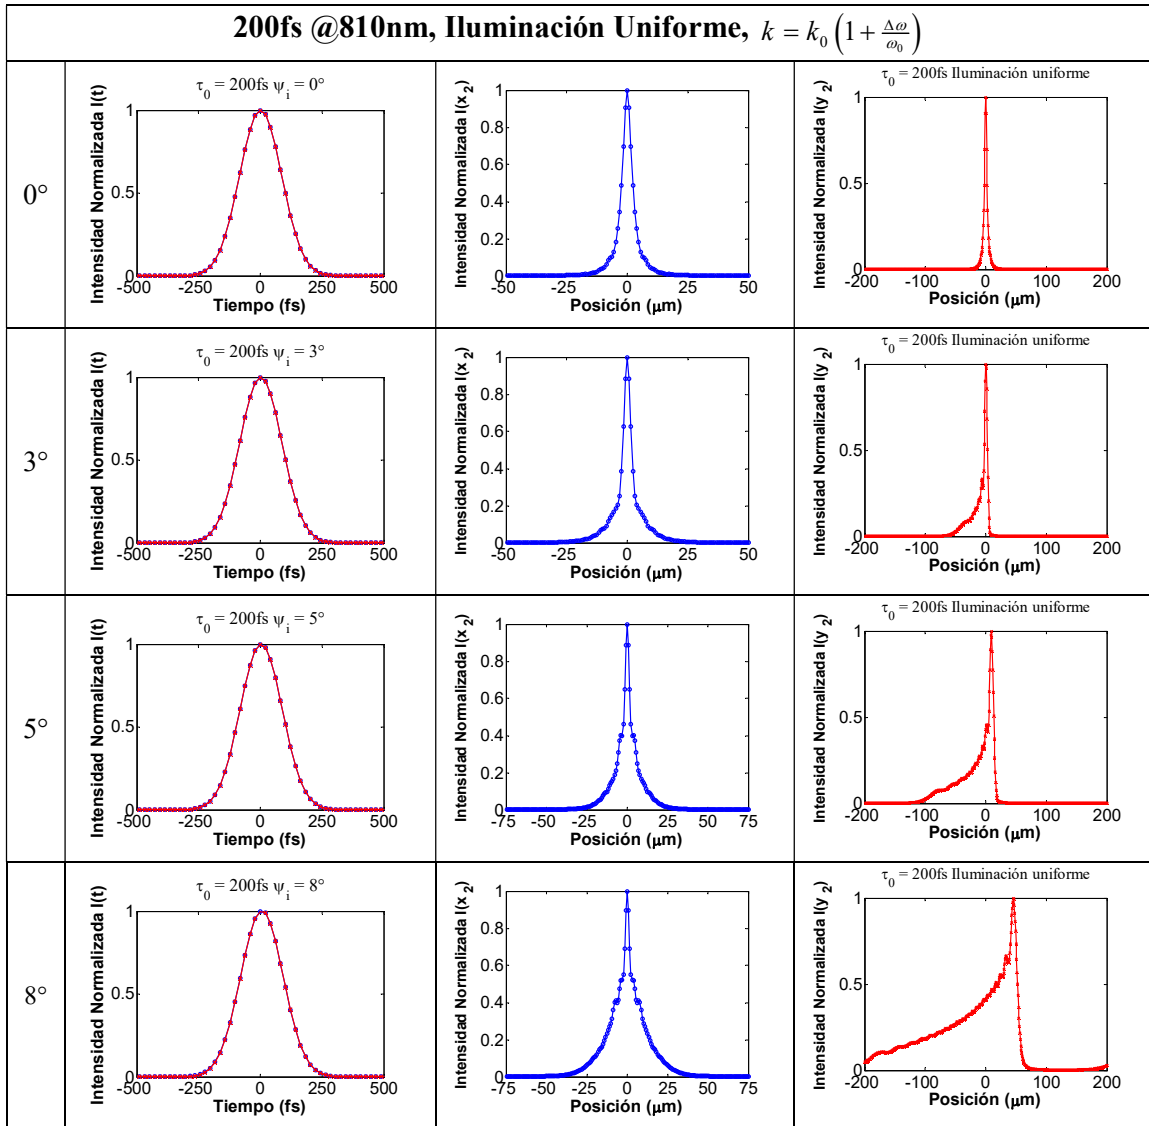 200fs @810nm, Iluminación Uniforme, k = k₀ (1 + Δω/ω₀)
0°
τ₀ = 200fs ψᵢ = 0°
Intensidad Normalizada I(t)
1
0.5
0
-500 -250 0 250 500
Tiempo (fs)
Intensidad Normalizada I(x₂)
1
0.8
0.6
0.4
0.2
0
-50 -25 0 25 50
Posición (μm)
τ₀ = 200fs Iluminación uniforme
Intensidad Normalizada I(y₂)
1
0.5
0
-200 -100 0 100 200
Posición (μm)
3°
τ₀ = 200fs ψᵢ = 3°
Intensidad Normalizada I(t)
1
0.5
0
-500 -250 0 250 500
Tiempo (fs)
Intensidad Normalizada I(x₂)
1
0.8
0.6
0.4
0.2
0
-50 -25 0 25 50
Posición (μm)
τ₀ = 200fs Iluminación uniforme
Intensidad Normalizada I(y₂)
1
0.5
0
-200 -100 0 100 200
Posición (μm)
5°
τ₀ = 200fs ψᵢ = 5°
Intensidad Normalizada I(t)
1
0.5
0
-500 -250 0 250 500
Tiempo (fs)
Intensidad Normalizada I(x₂)
1
0.8
0.6
0.4
0.2
0
-75 -50 -25 0 25 50 75
Posición (μm)
τ₀ = 200fs Iluminación uniforme
Intensidad Normalizada I(y₂)
1
0.5
0
-200 -100 0 100 200
Posición (μm)
8°
τ₀ = 200fs ψᵢ = 8°
Intensidad Normalizada I(t)
1
0.5
0
-500 -250 0 250 500
Tiempo (fs)
Intensidad Normalizada I(x₂)
1
0.8
0.6
0.4
0.2
0
-75 -50 -25 0 25 50 75
Posición (μm)
τ₀ = 200fs Iluminación uniforme
Intensidad Normalizada I(y₂)
1
0.5
0
-200 -100 0 100 200
Posición (μm)